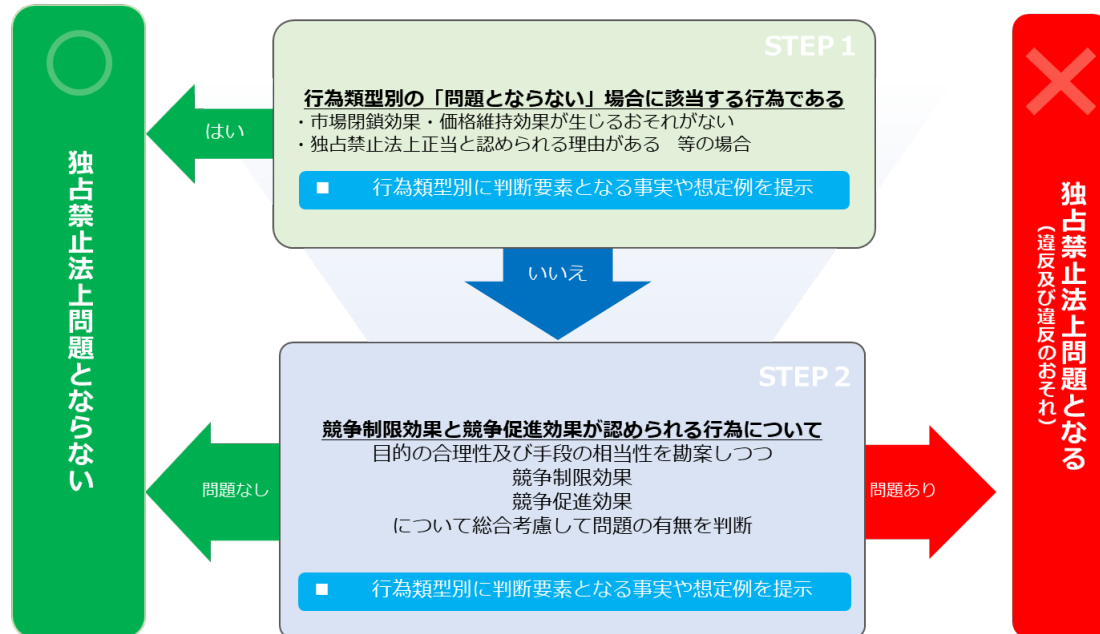 独占禁止法上問題とならない
STEP 1
行為類型別の「問題とならない」場合に該当する行為である
・市場閉鎖効果・価格維持効果が生じるおそれがない
・独占禁止法上正当と認められる理由がある　等の場合
■　行為類型別に判断要素となる事実や想定例を提示
はい
いいえ
STEP 2
競争制限効果と競争促進効果が認められる行為について
目的の合理性及び手段の相当性を勘案しつつ
競争制限効果
競争促進効果
について総合考慮して問題の有無を判断
■　行為類型別に判断要素となる事実や想定例を提示
問題なし
問題あり
独占禁止法上問題となる
（違反及び違反のおそれ）